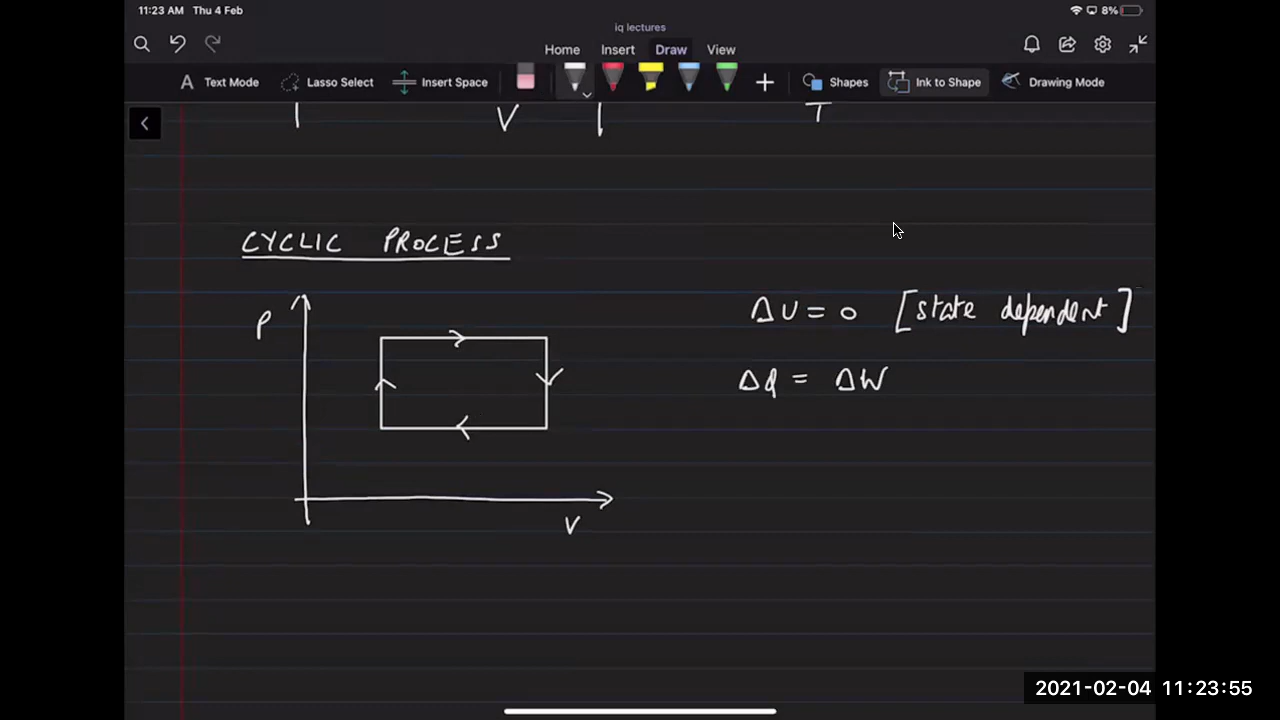 11:23 AM Thu 4 Feb
8%
iq lectures
Home Insert Draw View
Text Mode Lasso Select Insert Space Shapes Ink to Shape Drawing Mode
V T
CYCLIC PROCESS
P
ΔU = 0 [state dependent]
ΔQ = ΔW
V
2021-02-04 11:23:55